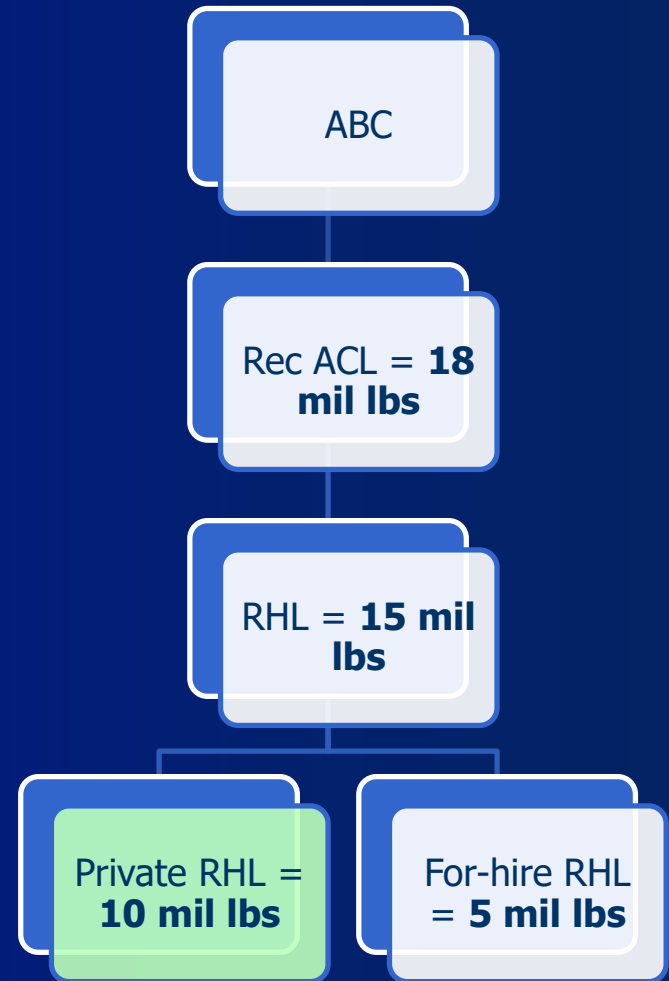 ABC
Rec ACL = 18
mil lbs
RHL = 15 mil
lbs
Private RHL =
10 mil lbs
For-hire RHL
= 5 mil lbs